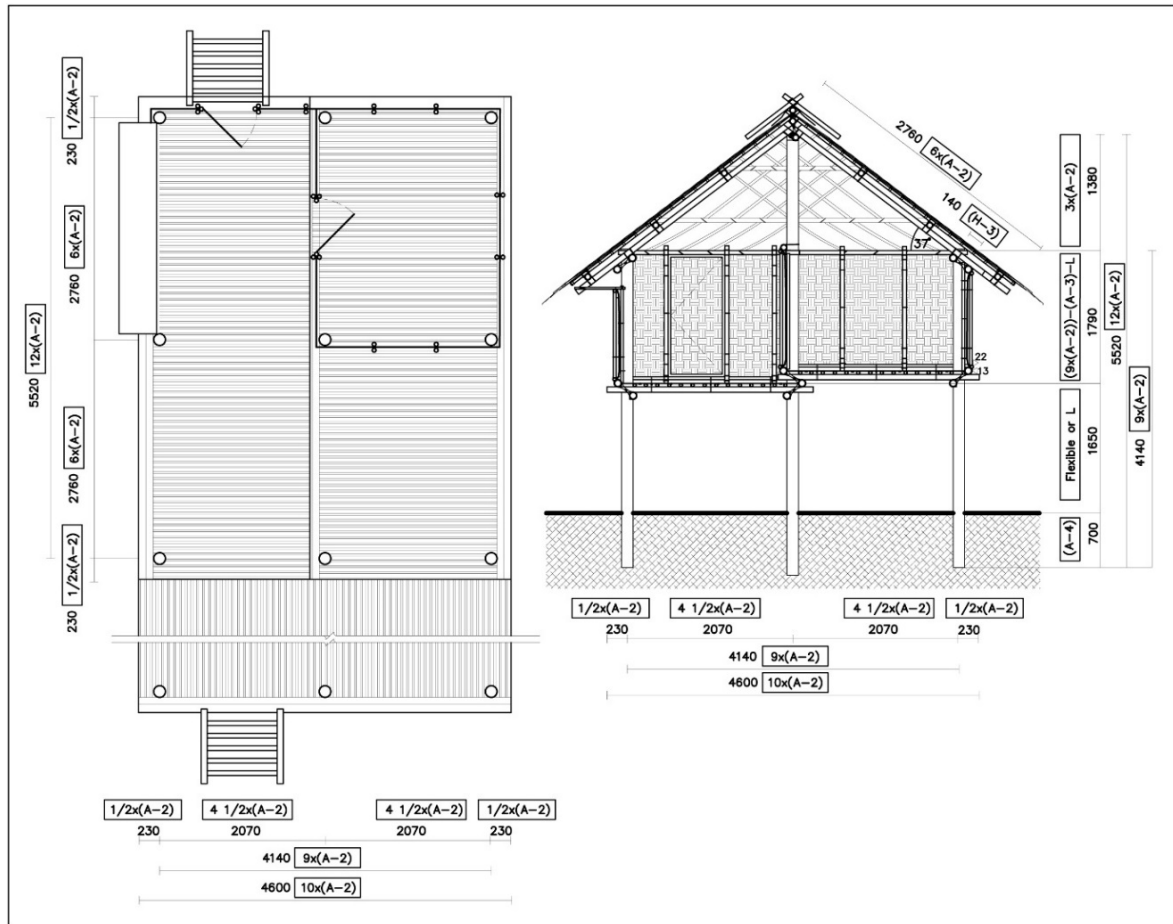 1/2x(A-2)
230
6x(A-2)
2760
12x(A-2)
5520
6x(A-2)
2760
1/2x(A-2)
230
1/2x(A-2) 4 1/2x(A-2) 4 1/2x(A-2) 1/2x(A-2)
230 2070 2070 230
4140 9x(A-2)
4600 10x(A-2)
2760 6x(A-2)
140 (H-3)
37°
22
13
3x(A-2)
1380
(9x(A-2))-(A-3)-L
1790
12x(A-2)
5520
Flexible or L
1650
9x(A-2)
4140
(A-4)
700
1/2x(A-2) 4 1/2x(A-2) 4 1/2x(A-2) 1/2x(A-2)
230 2070 2070 230
4140 9x(A-2)
4600 10x(A-2)